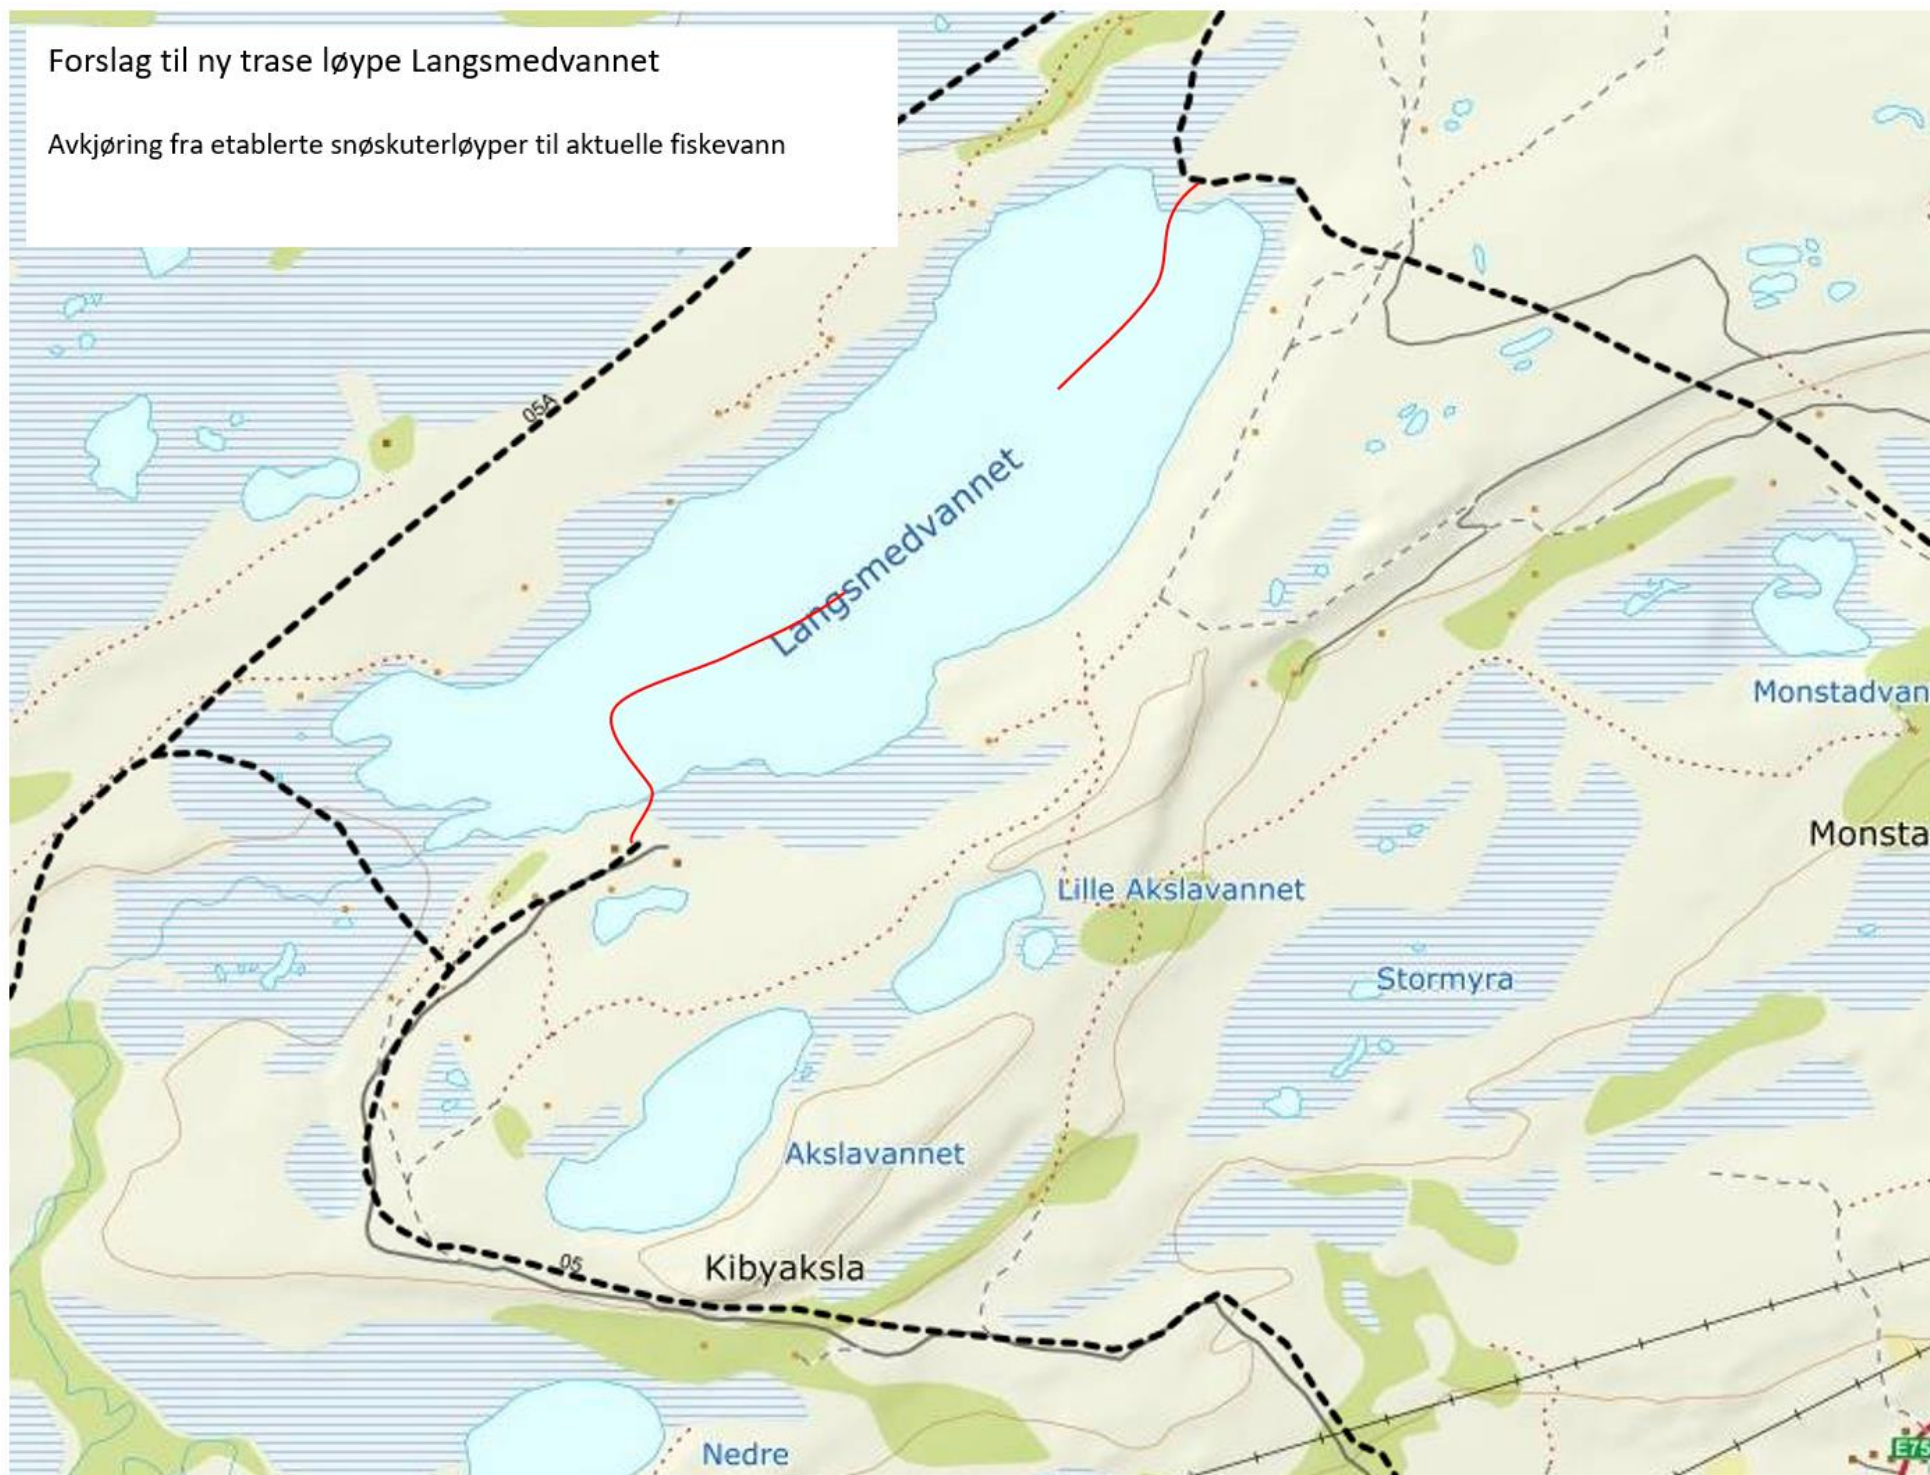 Forslag til ny trase løype Langsmedvannet
Avkjøring fra etablerte snøskuterløyper til aktuelle fiskevann
05A
Langsmedvannet
Monstadvan
Monsta
Lille Akslavannet
Stormyra
Akslavannet
05
Kibyaksla
Nedre
E75